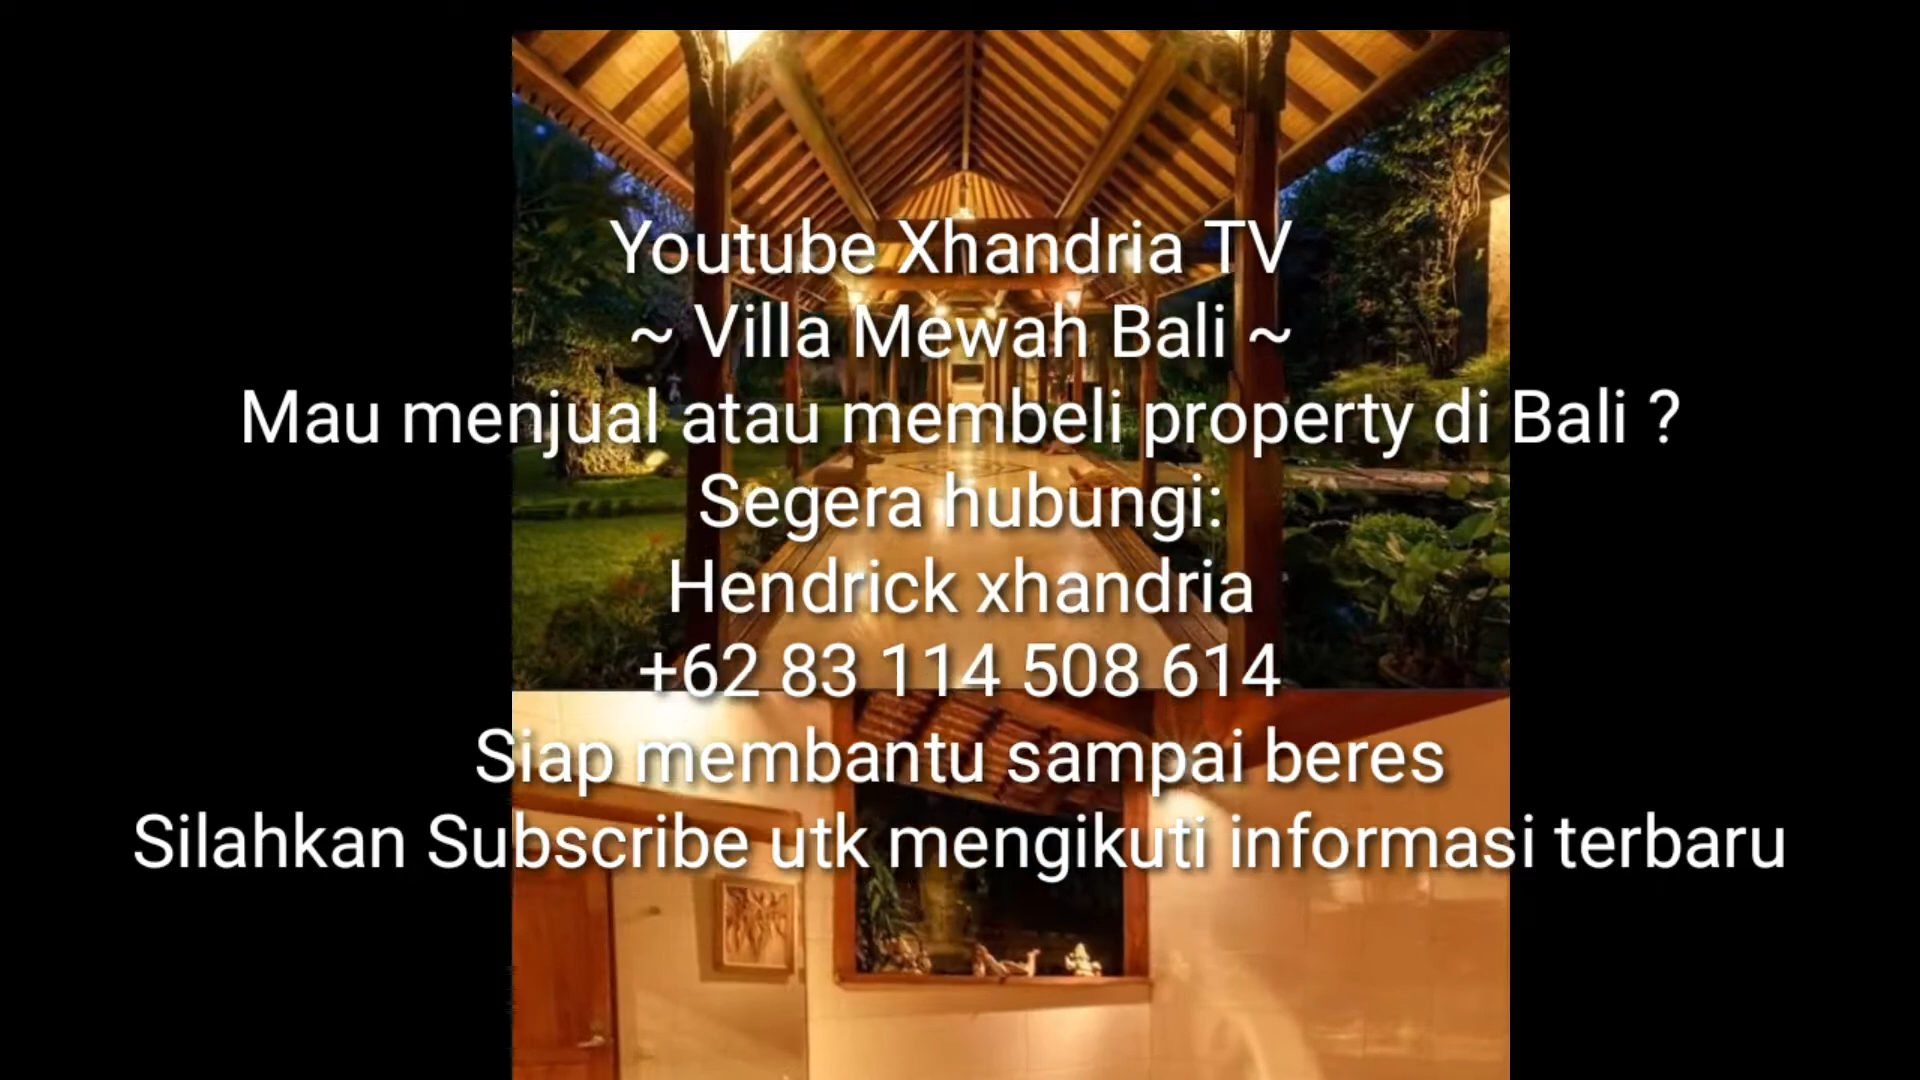 Youtube Xhandria TV
~ Villa Mewah Bali ~
Mau menjual atau membeli property di Bali ?
Segera hubungi:
Hendrick xhandria
+62 83 114 508 614
Siap membantu sampai beres
Silahkan Subscribe utk mengikuti informasi terbaru